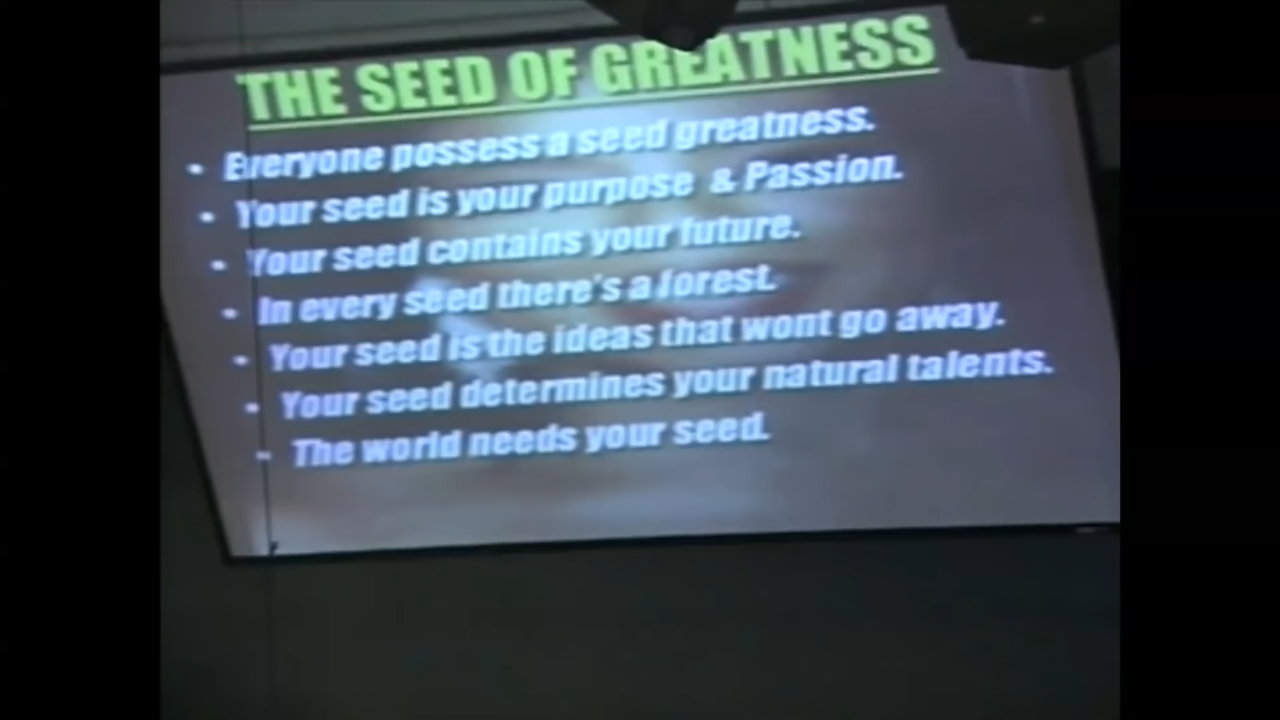 THE SEED OF GREATNESS
• Everyone possess a seed greatness.
• Your seed is your purpose & Passion.
• Your seed contains your future.
• In every seed there's a forest.
• Your seed is the ideas that wont go away.
• Your seed determines your natural talents.
• The world needs your seed.